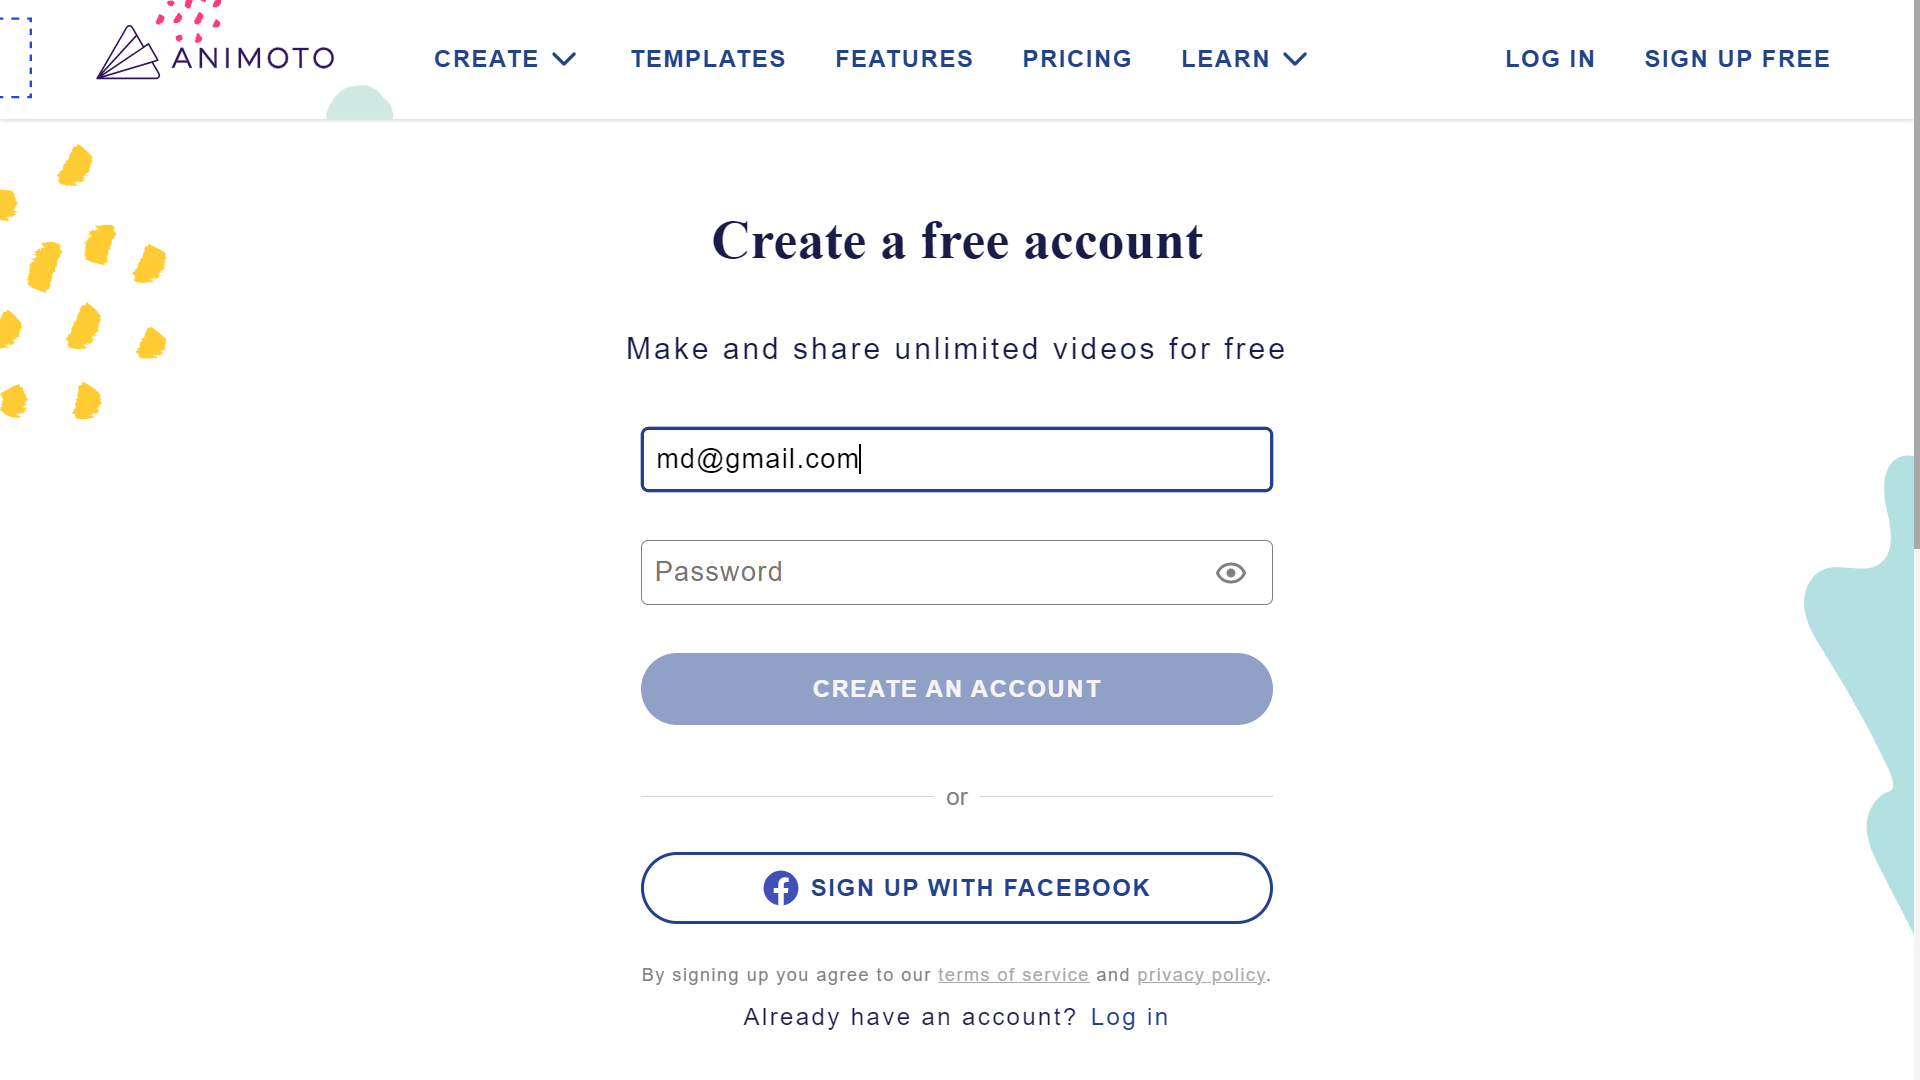 ANIMOTO CREATE TEMPLATES FEATURES PRICING LEARN LOG IN SIGN UP FREE
Create a free account
Make and share unlimited videos for free
md@gmail.com
Password
CREATE AN ACCOUNT
or
SIGN UP WITH FACEBOOK
By signing up you agree to our terms of service and privacy policy.
Already have an account? Log in